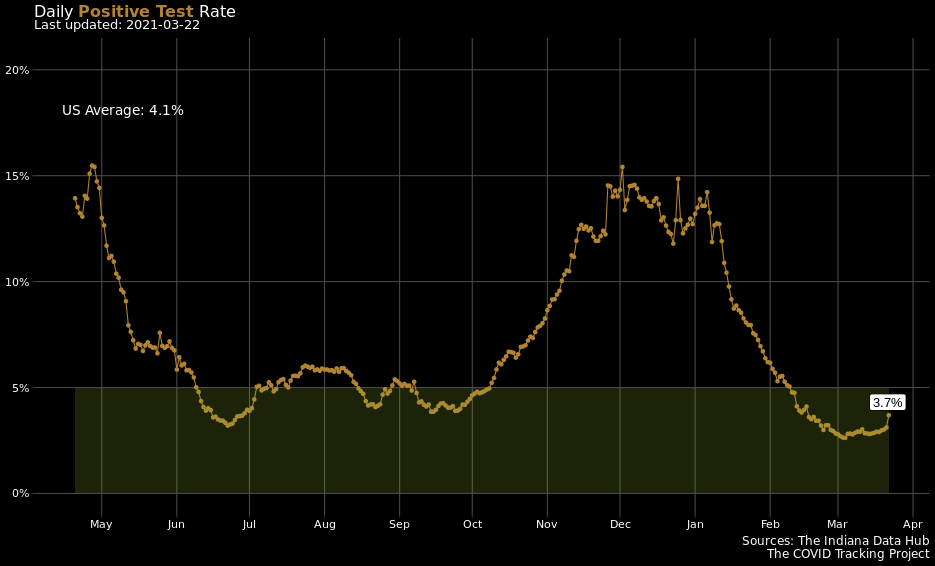 Daily Positive Test Rate
Last updated: 2021-03-22
20%
US Average: 4.1%
15%
10%
5%
3.7%
0%
May Jun Jul Aug Sep Oct Nov Dec Jan Feb Mar Apr
Sources: The Indiana Data Hub
The COVID Tracking Project